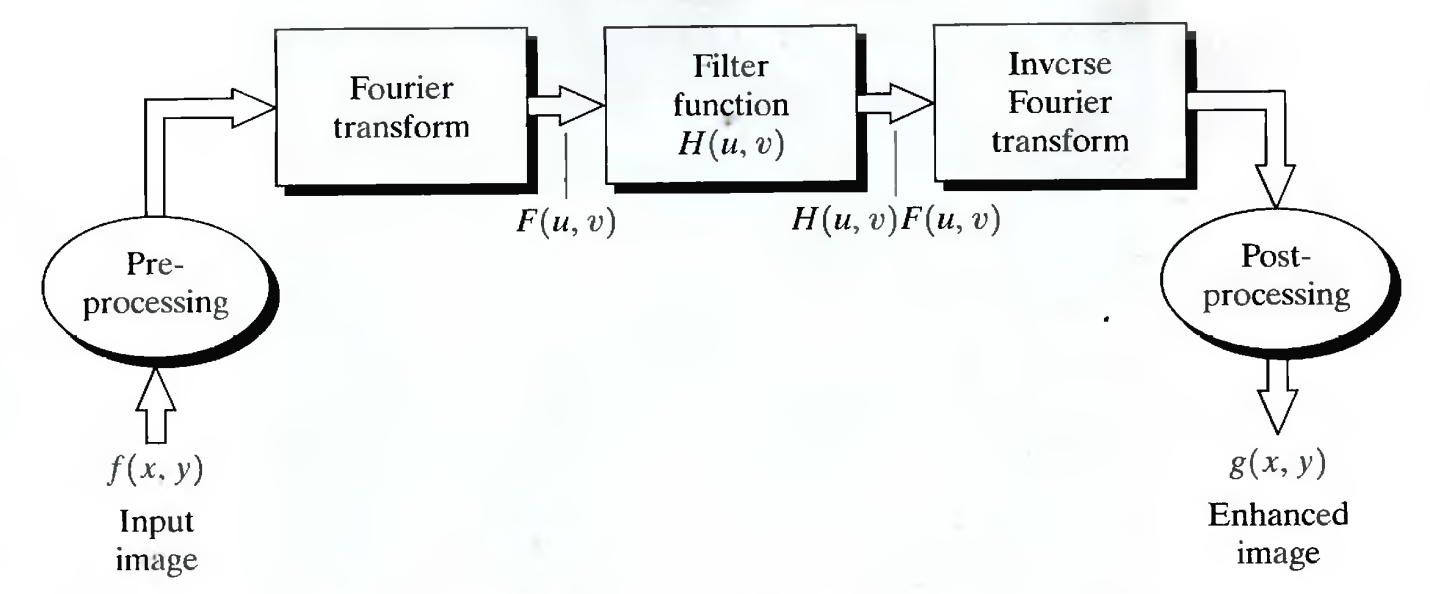 Fourier
transform
Filter
function
H(u, v)
Inverse
Fourier
transform
F(u, v)
H(u, v)F(u, v)
Pre-
processing
Post-
processing
f(x, y)
Input
image
g(x, y)
Enhanced
image